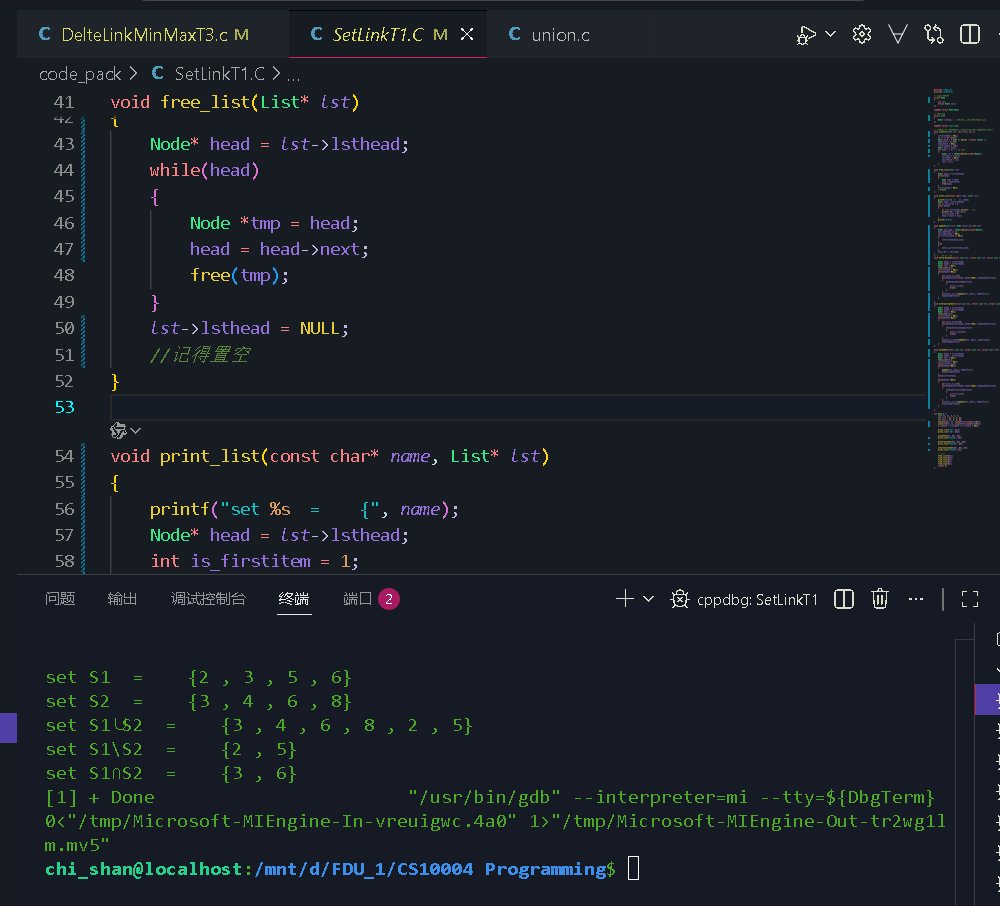 C DelteLinkMinMaxT3.c M C SetLinkT1.C M × C union.c
code_pack > C SetLinkT1.C > ...
41 void free_list(List* lst)
42 {
43 Node* head = lst->lsthead;
44 while(head)
45 {
46 Node *tmp = head;
47 head = head->next;
48 free(tmp);
49 }
50 lst->lsthead = NULL;
51 //记得置空
52 }
53
54 void print_list(const char* name, List* lst)
55 {
56 printf("set %s  =    {", name);
57 Node* head = lst->lsthead;
58 int is_firstitem = 1;
问题 输出 调试控制台 终端 端口 2 cppdbg: SetLinkT1 ...
set S1  =    {2 , 3 , 5 , 6}
set S2  =    {3 , 4 , 6 , 8}
set S1∪S2  =    {3 , 4 , 6 , 8 , 2 , 5}
set S1\S2  =    {2 , 5}
set S1∩S2  =    {3 , 6}
[1] + Done                       "/usr/bin/gdb" --interpreter=mi --tty=${DbgTerm}
0<"/tmp/Microsoft-MIEngine-In-vreuigwc.4a0" 1>"/tmp/Microsoft-MIEngine-Out-tr2wg1l
m.mv5"
chi_shan@localhost:/mnt/d/FDU_1/CS10004 Programming$